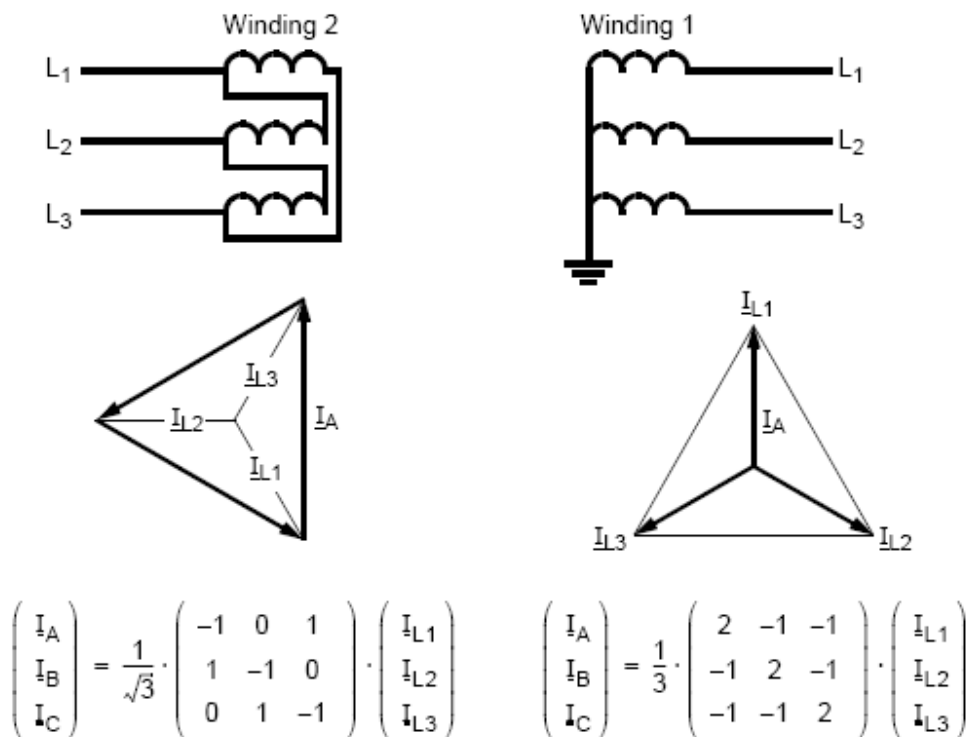 Winding 2 Winding 1
L1 L1
L2 L2
L3 L3
IL1
IL3
IL2 IA IA
IL1
IL3 IL2
IA = 1/√3 · −1 0 1 · IL1 IA = 1/3 · 2 −1 −1 · IL1
IB 1 −1 0 IL2 IB −1 2 −1 IL2
IC 0 1 −1 IL3 IC −1 −1 2 IL3